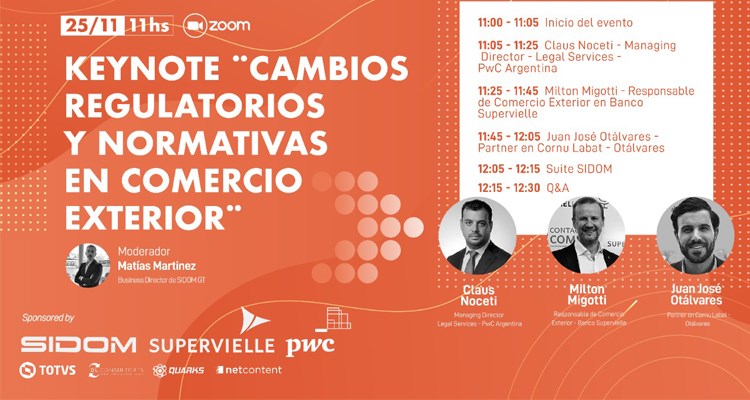 25/11 11hs zoom
KEYNOTE ¨CAMBIOS
REGULATORIOS
Y NORMATIVAS
EN COMERCIO
EXTERIOR¨
Moderador
Matías Martinez
Business Director de SIDOM GT
Sponsored by
SIDOM SUPERVIELLE pwc
TOTVS
QUARKS netcontent
11:00 - 11:05 Inicio del evento
11:05 - 11:25 Claus Noceti - Managing
Director - Legal Services -
PwC Argentina
11:25 - 11:45 Milton Migotti - Responsable
de Comercio Exterior en Banco
Supervielle
11:45 - 12:05 Juan José Otálvares -
Partner en Cornu Labat - Otálvares
12:05 - 12:15 Suite SIDOM
12:15 - 12:30 Q&A
Claus
Noceti
Managing Director
Legal Services - PwC Argentina
Milton
Migotti
Responsable de Comercio
Exterior - Banco Supervielle
Juan José
Otálvares
Partner en Cornu Labat -
Otálvares